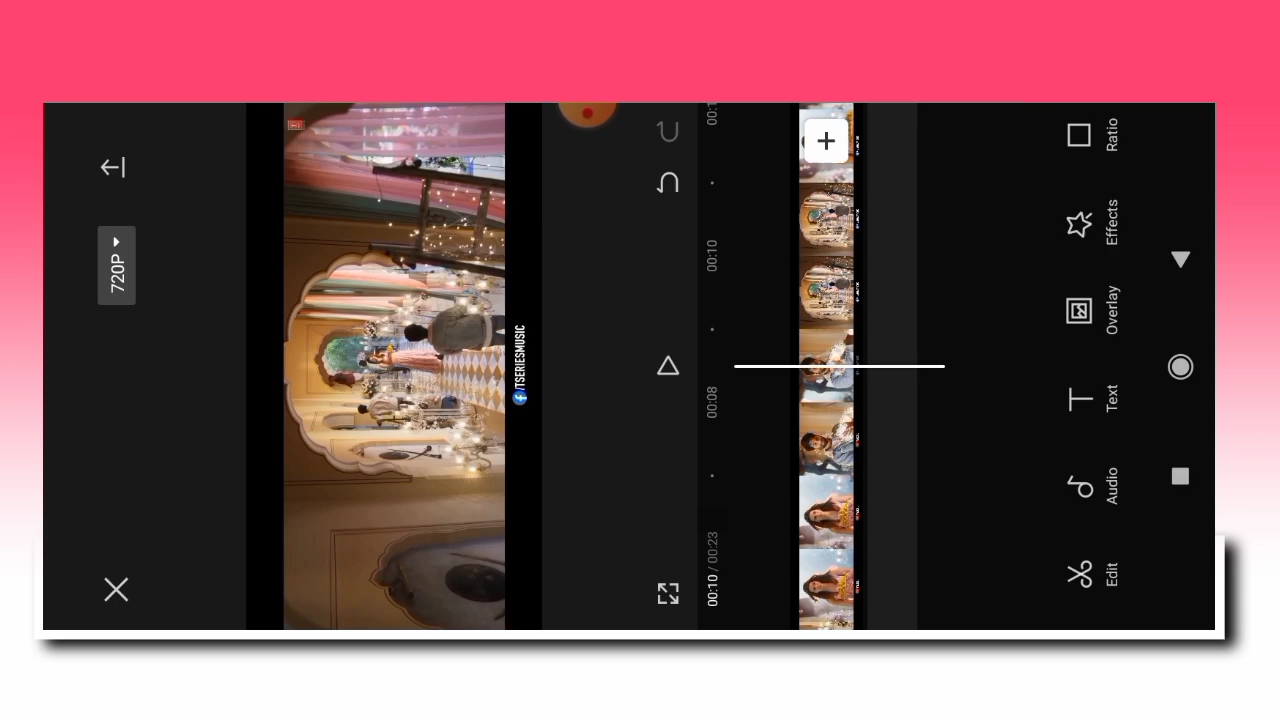 720P
/TSERIESMUSIC
00:10 / 00:23
00:08
00:10
Edit
Audio
Text
Overlay
Effects
Ratio